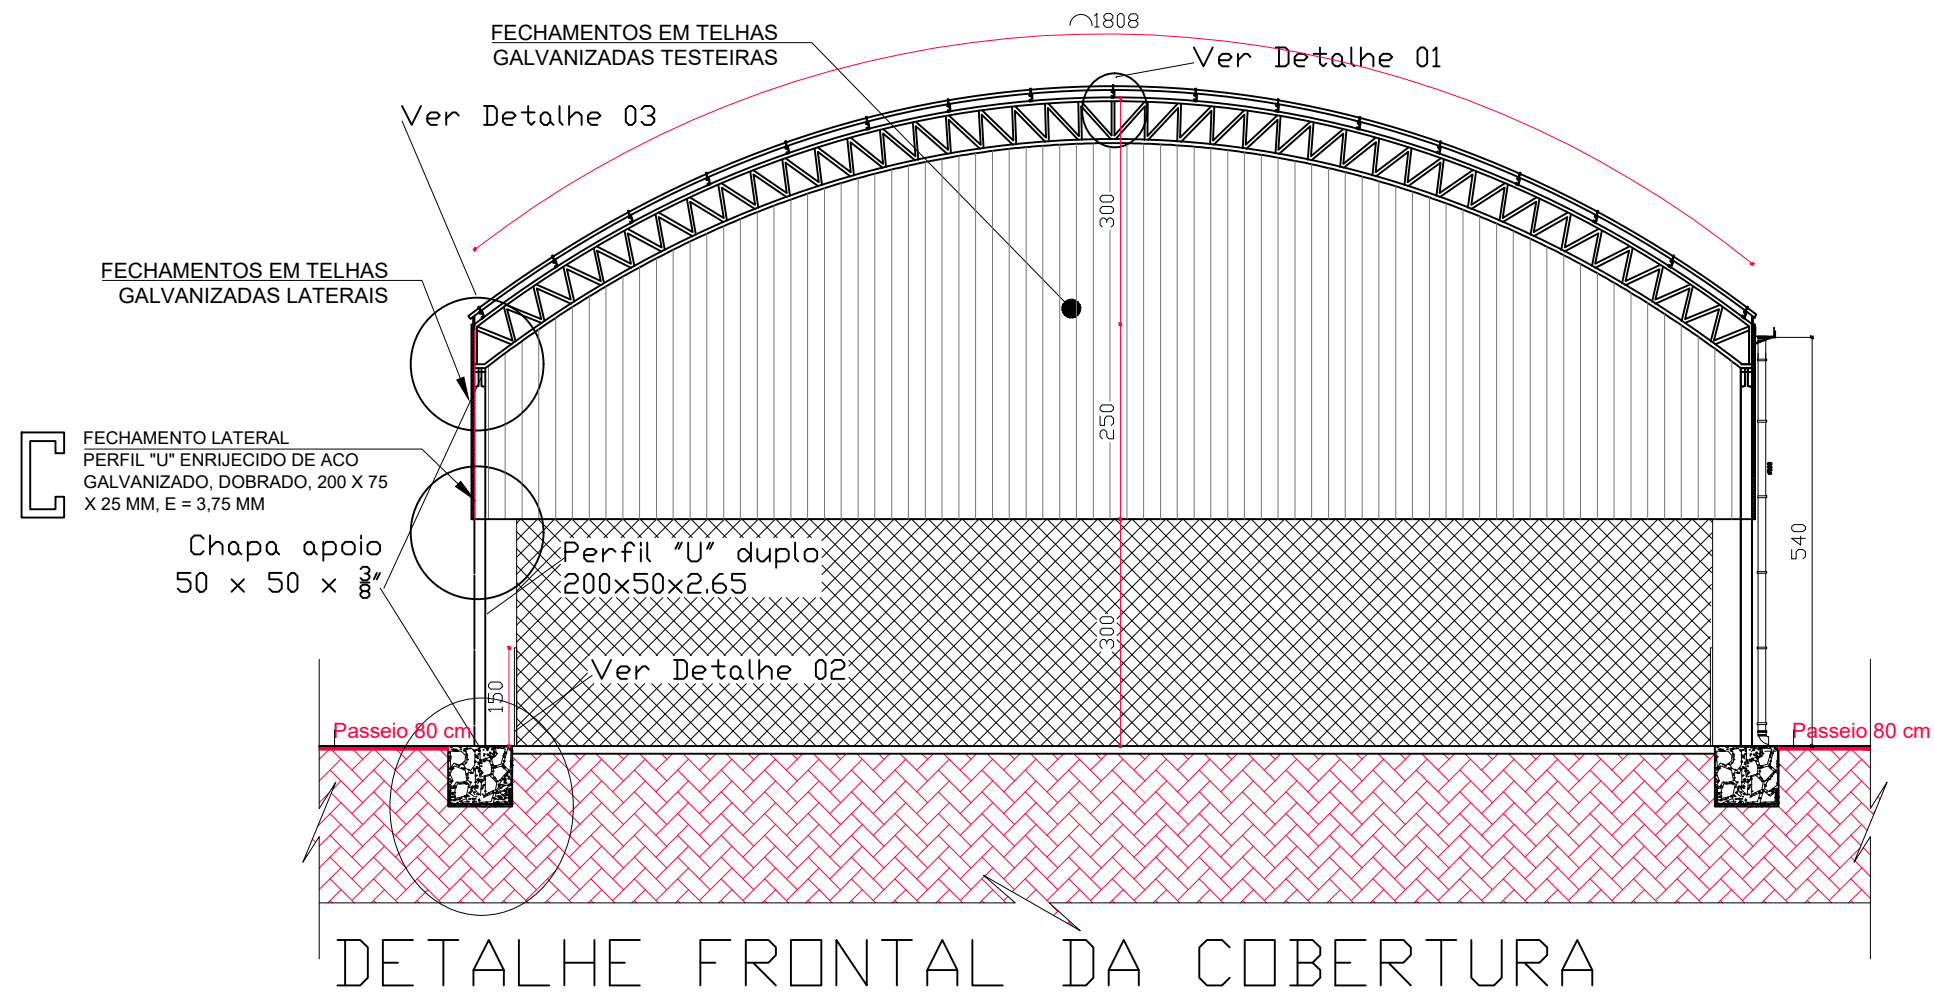 ⌒1808
FECHAMENTOS EM TELHAS
GALVANIZADAS TESTEIRAS
Ver Detalhe 01
Ver Detalhe 03
300
FECHAMENTOS EM TELHAS
GALVANIZADAS LATERAIS
250
FECHAMENTO LATERAL
PERFIL "U" ENRIJECIDO DE ACO
GALVANIZADO, DOBRADO, 200 X 75
X 25 MM, E = 3,75 MM
540
Chapa apoio
50 x 50 x 3/8"
Perfil "U" duplo
200x50x2.65
300
Ver Detalhe 02
150
Passeio 80 cm
Passeio 80 cm
DETALHE FRONTAL DA COBERTURA